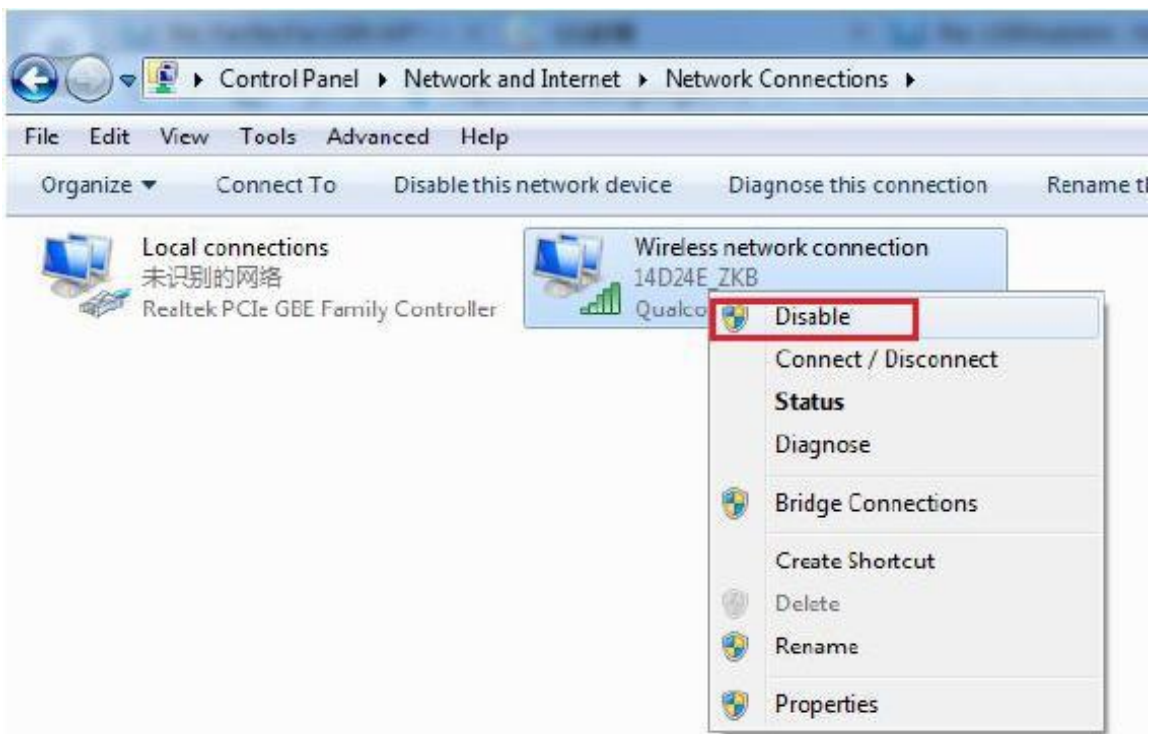 Control Panel ▸ Network and Internet ▸ Network Connections ▸
File Edit View Tools Advanced Help
Organize ▾ Connect To Disable this network device Diagnose this connection Rename
Local connections
未识别的网络
Realtek PCIe GBE Family Controller
Wireless network connection
14D24E_ZKB
Qualco
Disable
Connect / Disconnect
Status
Diagnose
Bridge Connections
Create Shortcut
Delete
Rename
Properties